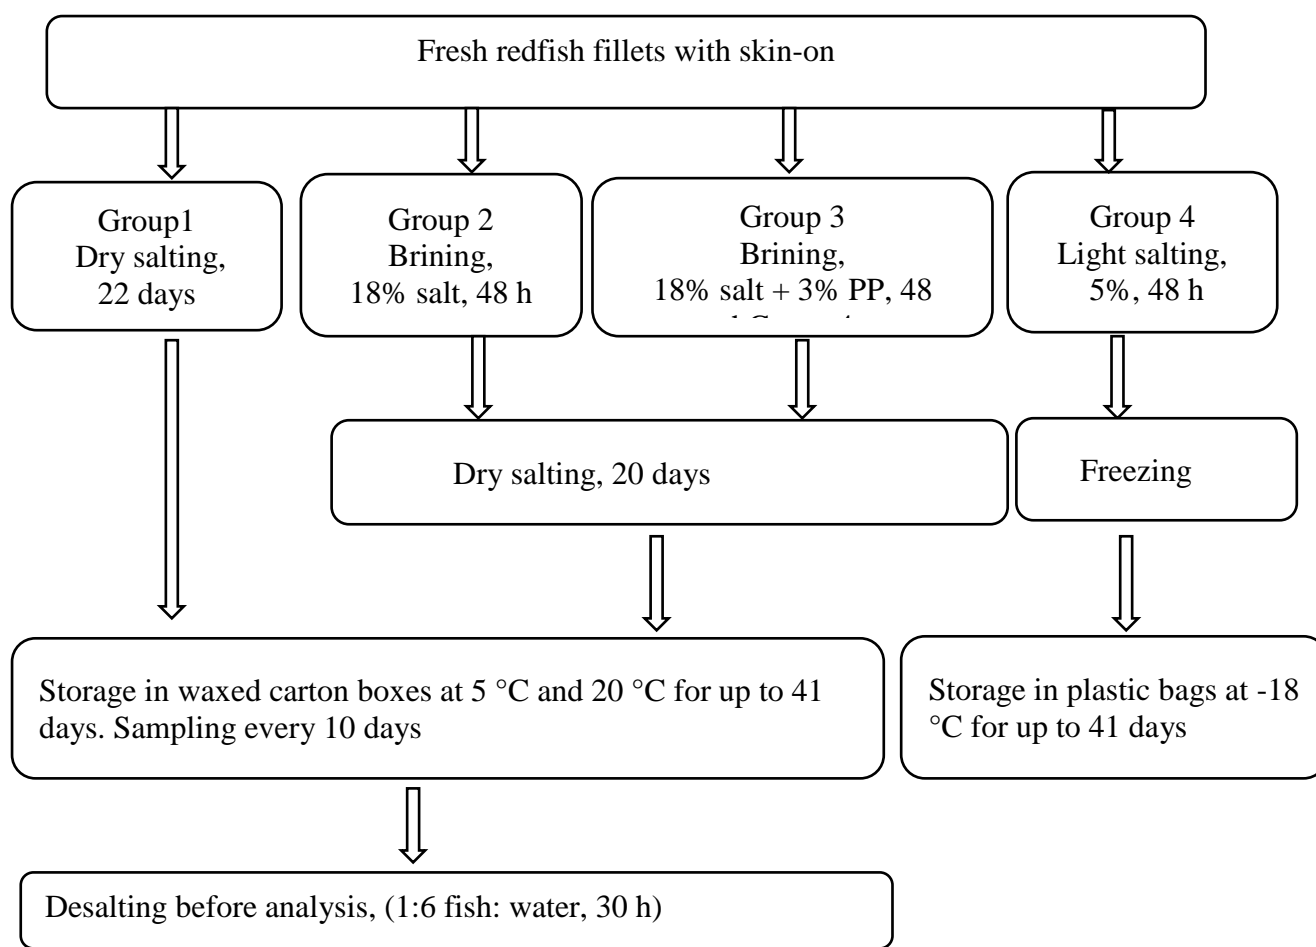 Fresh redfish fillets with skin-on
Group1
Dry salting,
22 days
Group 2
Brining,
18% salt, 48 h
Group 3
Brining,
18% salt + 3% PP, 48
Group 4
Light salting,
5%, 48 h
Dry salting, 20 days
Freezing
Storage in waxed carton boxes at 5 °C and 20 °C for up to 41
days. Sampling every 10 days
Storage in plastic bags at -18
°C for up to 41 days
Desalting before analysis, (1:6 fish: water, 30 h)